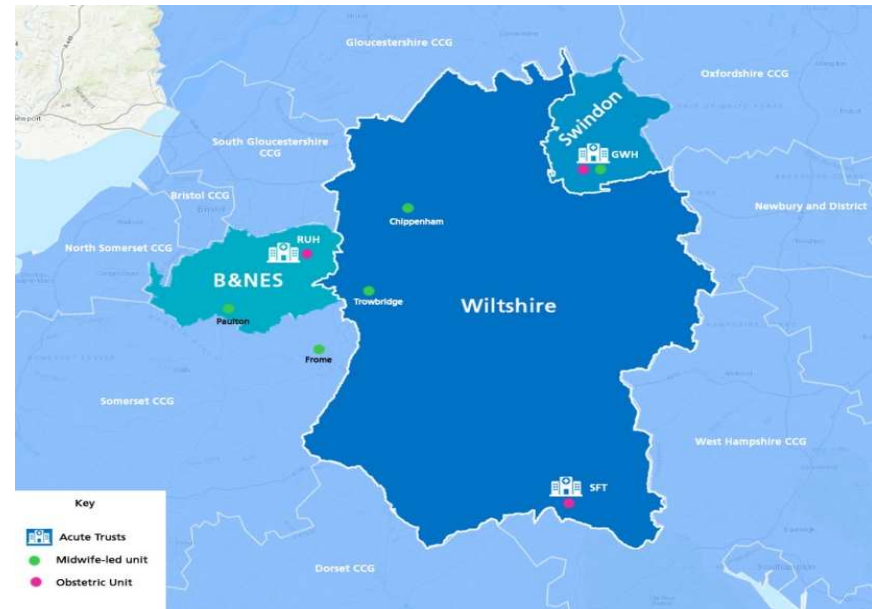 Gloucestershire CCG
Oxfordshire CCG
Swindon
GWH
South Gloucestershire
CCG
Bristol CCG
Newbury and District
Chippenham
North Somerset CCG
RUH
B&NES
Trowbridge
Wiltshire
Paulton
Frome
Somerset CCG
West Hampshire CCG
SFT
Dorset CCG
Key
Acute Trusts
Midwife-led unit
Obstetric Unit